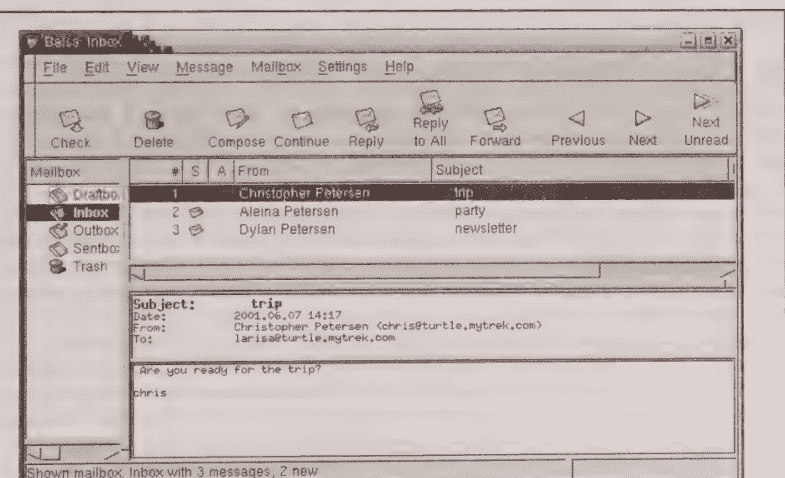 Balsa Inbox
File Edit View Message Mailbox Settings Help
Check Delete Compose Continue Reply Reply to All Forward Previous Next Next Unread
Mailbox # S A From Subject
Draftbo
Inbox
Outbox
Sentbo
Trash
1 Christopher Petersen trip
2 Aleina Petersen party
3 Dylan Petersen newsletter
Subject: trip
Date: 2001.06.07 14:17
From: Christopher Petersen <chris@turtle.mytrek.com>
To: larisa@turtle.mytrek.com
Are you ready for the trip?
chris
Shown mailbox: Inbox with 3 messages, 2 new